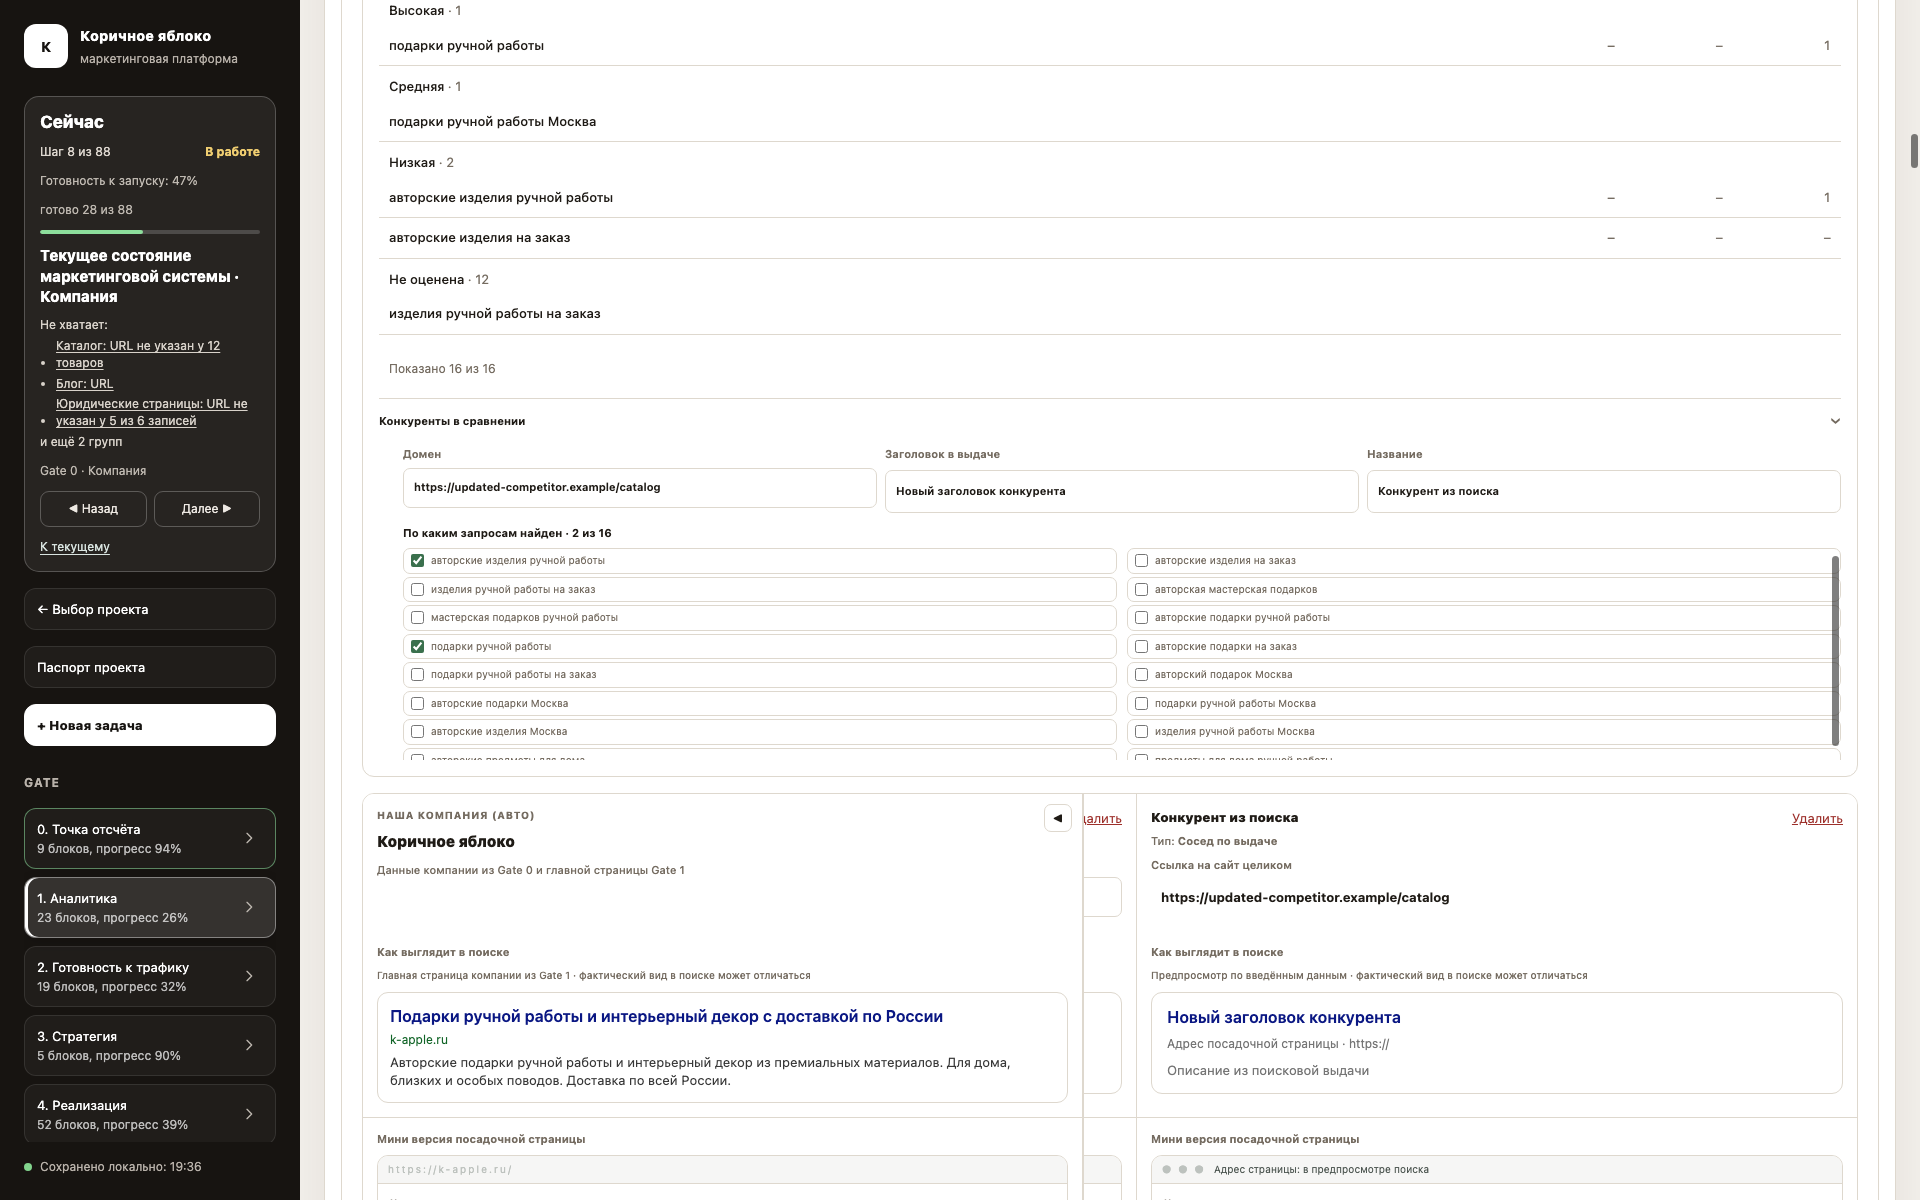 К
Коричное яблоко
маркетинговая платформа
Сейчас
Шаг 8 из 88
В работе
Готовность к запуску: 47%
готово 28 из 88
Текущее состояние
маркетинговой системы ·
Компания
Не хватает:
Каталог: URL не указан у 12
товаров
Блог: URL
Юридические страницы: URL не
указан у 5 из 6 записей
и ещё 2 групп
Gate 0 · Компания
◀ Назад
Далее ▶
К текущему
← Выбор проекта
Паспорт проекта
+ Новая задача
GATE
0. Точка отсчёта
9 блоков, прогресс 94%
1. Аналитика
23 блоков, прогресс 26%
2. Готовность к трафику
19 блоков, прогресс 32%
3. Стратегия
5 блоков, прогресс 90%
4. Реализация
52 блоков, прогресс 39%
Сохранено локально: 19:36
Высокая · 1
подарки ручной работы – – 1
Средняя · 1
подарки ручной работы Москва
Низкая · 2
авторские изделия ручной работы – – 1
авторские изделия на заказ – – –
Не оценена · 12
изделия ручной работы на заказ
Показано 16 из 16
Конкуренты в сравнении
Домен
Заголовок в выдаче
Название
https://updated-competitor.example/catalog
Новый заголовок конкурента
Конкурент из поиска
По каким запросам найден · 2 из 16
авторские изделия ручной работы
авторские изделия на заказ
изделия ручной работы на заказ
авторская мастерская подарков
мастерская подарков ручной работы
авторские подарки ручной работы
подарки ручной работы
авторские подарки на заказ
подарки ручной работы на заказ
авторский подарок Москва
авторские подарки Москва
подарки ручной работы Москва
авторские изделия Москва
изделия ручной работы Москва
авторские предметы для дома
предметы для дома ручной работы
НАША КОМПАНИЯ (АВТО)
Коричное яблоко
Данные компании из Gate 0 и главной страницы Gate 1
◀
далить
Как выглядит в поиске
Главная страница компании из Gate 1 · фактический вид в поиске может отличаться
Подарки ручной работы и интерьерный декор с доставкой по России
k-apple.ru
Авторские подарки ручной работы и интерьерный декор из премиальных материалов. Для дома,
близких и особых поводов. Доставка по всей России.
Мини версия посадочной страницы
https://k-apple.ru/
Конкурент из поиска
Удалить
Тип: Сосед по выдаче
Ссылка на сайт целиком
https://updated-competitor.example/catalog
Как выглядит в поиске
Предпросмотр по введённым данным · фактический вид в поиске может отличаться
Новый заголовок конкурента
Адрес посадочной страницы · https://
Описание из поисковой выдачи
Мини версия посадочной страницы
Адрес страницы: в предпросмотре поиска